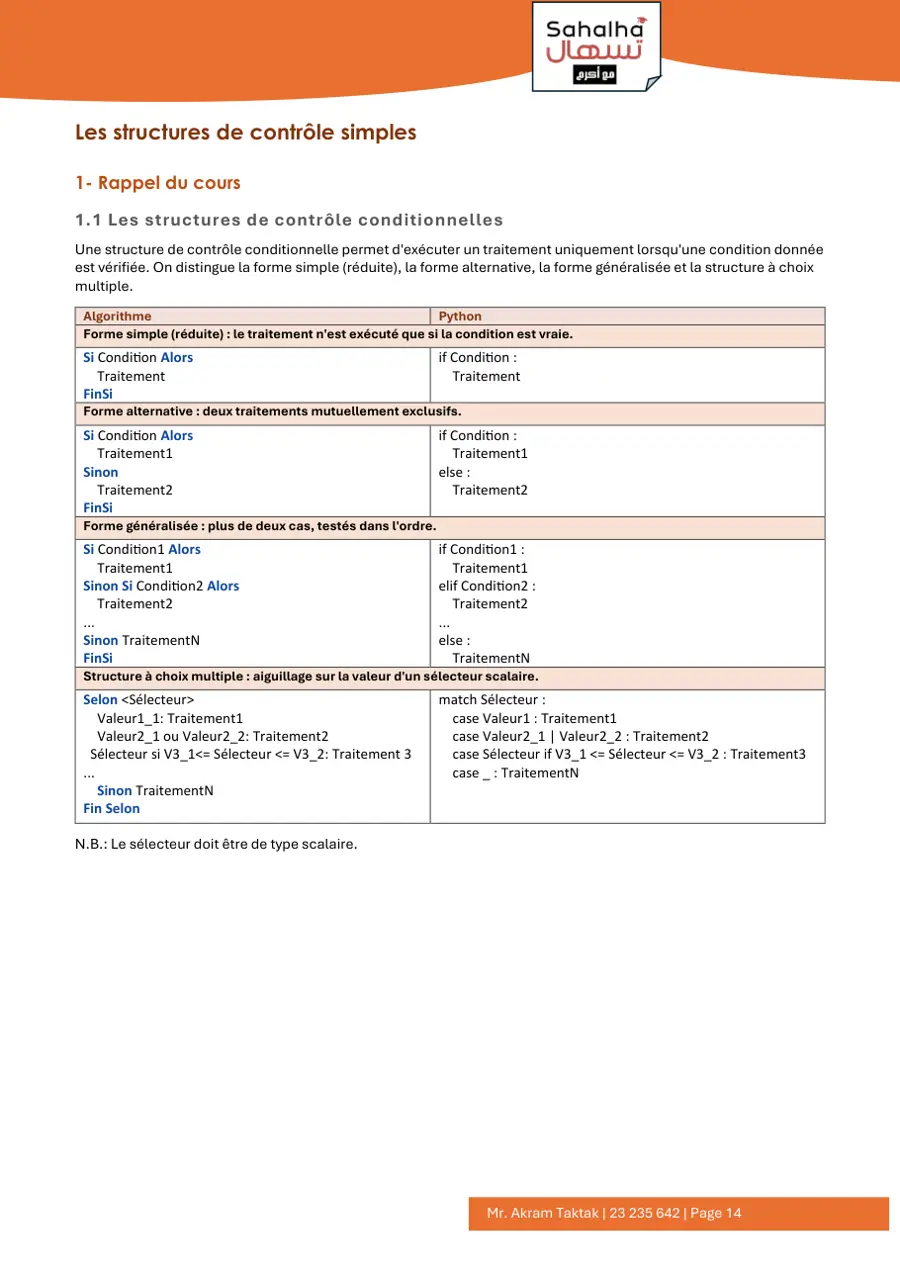 Sahalha
تسهال
مع أكرم
Les structures de contrôle simples
1- Rappel du cours
1.1 Les structures de contrôle conditionnelles
Une structure de contrôle conditionnelle permet d'exécuter un traitement uniquement lorsqu'une condition donnée
est vérifiée. On distingue la forme simple (réduite), la forme alternative, la forme généralisée et la structure à choix
multiple.
Algorithme Python
Forme simple (réduite) : le traitement n'est exécuté que si la condition est vraie.
Si Condition Alors
Traitement
FinSi
if Condition :
Traitement
Forme alternative : deux traitements mutuellement exclusifs.
Si Condition Alors
Traitement1
Sinon
Traitement2
FinSi
if Condition :
Traitement1
else :
Traitement2
Forme généralisée : plus de deux cas, testés dans l'ordre.
Si Condition1 Alors
Traitement1
Sinon Si Condition2 Alors
Traitement2
...
Sinon TraitementN
FinSi
if Condition1 :
Traitement1
elif Condition2 :
Traitement2
...
else :
TraitementN
Structure à choix multiple : aiguillage sur la valeur d'un sélecteur scalaire.
Selon <Sélecteur>
Valeur1_1: Traitement1
Valeur2_1 ou Valeur2_2: Traitement2
Sélecteur si V3_1<= Sélecteur <= V3_2: Traitement 3
...
Sinon TraitementN
Fin Selon
match Sélecteur :
case Valeur1 : Traitement1
case Valeur2_1 | Valeur2_2 : Traitement2
case Sélecteur if V3_1 <= Sélecteur <= V3_2 : Traitement3
case _ : TraitementN
N.B.: Le sélecteur doit être de type scalaire.
Mr. Akram Taktak | 23 235 642 | Page 14